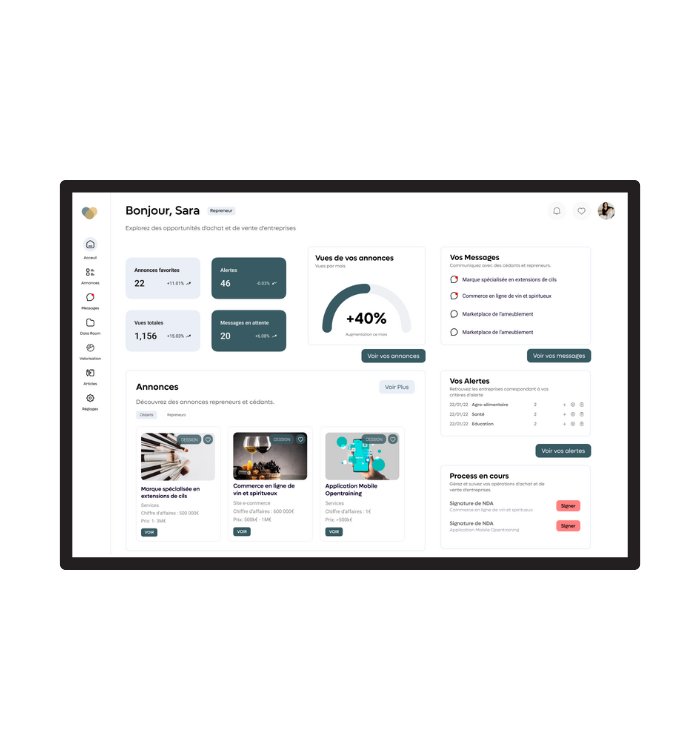 Bonjour, Sara
Repreneur
Explorez des opportunités d'achat et de vente d'entreprises
Acceuil
Annonces
Messages
Data Room
Valorisation
Articles
Réglages
Annonces favorites
22
+11.01%
Alertes
46
Vues totales
1,156
+15.03%
Messages en attente
20
+6.08%
Vues de vos annonces
Vues par mois
+40%
Augmentation ce mois
Voir vos annonces
Vos Messages
Communiquez avec des cédants et repreneurs
Marque spécialisée en extensions de cils
Commerce en ligne de vin et spiritueux
Marketplace de l'ameublement
Marketplace de l'ameublement
Voir vos messages
Annonces
Voir Plus
Découvrez des annonces repreneurs et cédants.
Cédants
Repreneurs
CESSION
Marque spécialisée en
extensions de cils
Services
Chiffre d'affaires : 500 000€
VOIR
CESSION
Commerce en ligne de
vin et spiritueux
Site e-commerce
Chiffre d'affaires : 600 000€
Prix: 300k€ - 1M€
VOIR
CESSION
Application Mobile
Opentraining
Services
Chiffre d'affaires : 1€
Prix: >500k€
VOIR
Vos Alertes
Retrouvez les entreprises correspondant à vos
critères d'alerte
22/01/22 Agro-alimentaire 2
22/01/22 Santé 2
22/01/22 Education 2
Voir vos alertes
Process en cours
Gérez et suivez vos opérations d'achat et de
vente d'entreprises
Signature de NDA
Commerce en ligne de vin et spiritueux
Signer
Signature de NDA
Application Mobile Opentraining
Signer